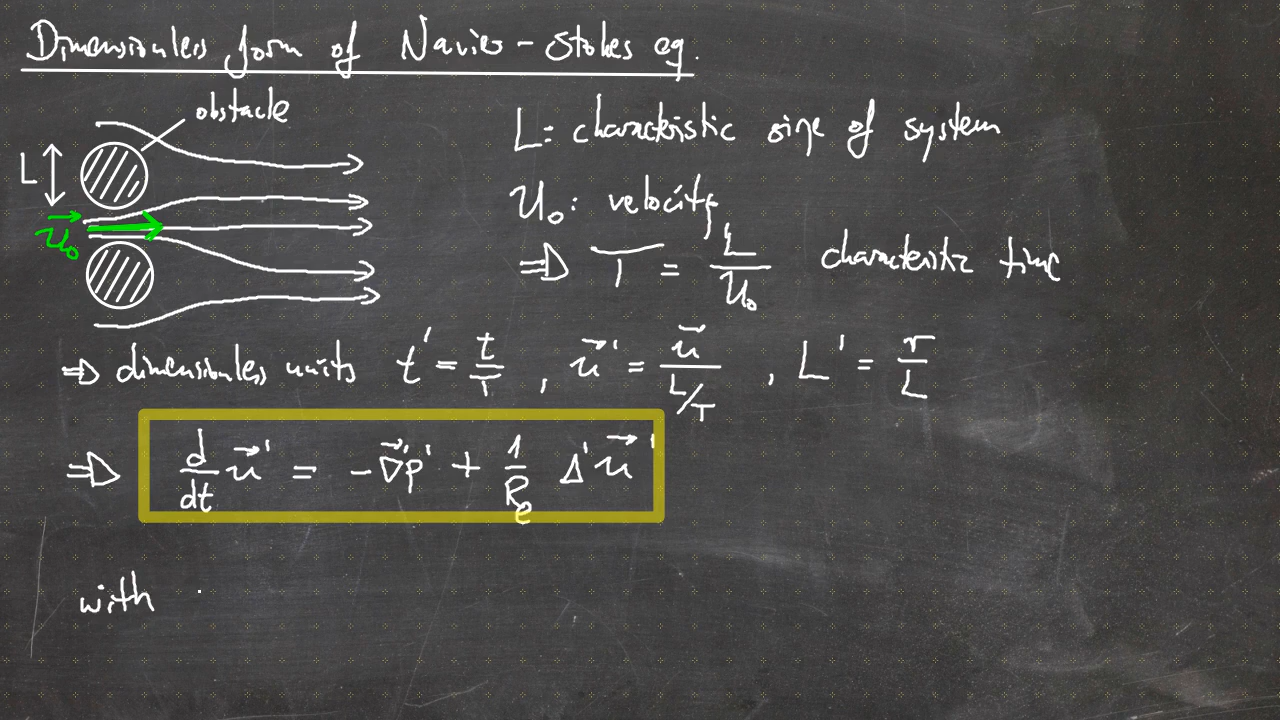 Dimensionless form of Navier-Stokes eq.
obstacle
L
u⃗₀
L = characteristic size of system
u₀: velocity
⇒ T = L/u₀ characteristic time
⇒ dimensionless units t' = t/T , u⃗' = u⃗/(L/T) , L' = r/L
⇒ d/dt u⃗' = -∇⃗'p' + 1/Re Δ'u⃗'
with